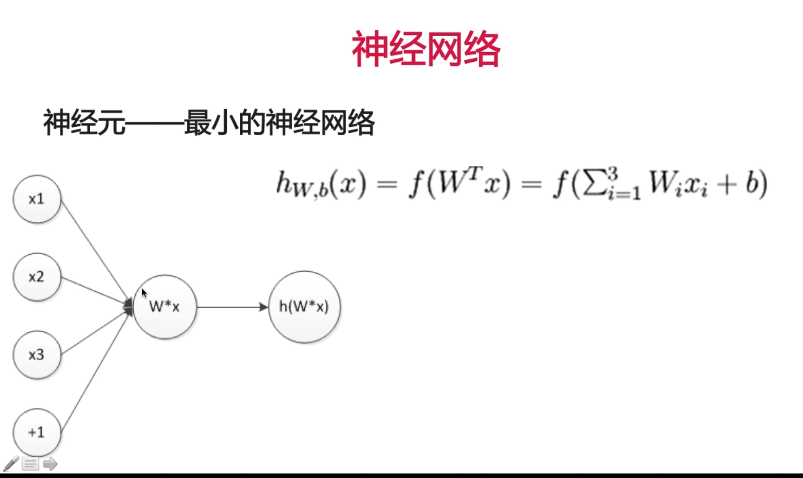 神经网络
神经元——最小的神经网络
h_{W,b}(x) = f(W^T x) = f(Σ_{i=1}^3 W_i x_i + b)
x1
x2
W*x
h(W*x)
x3
+1